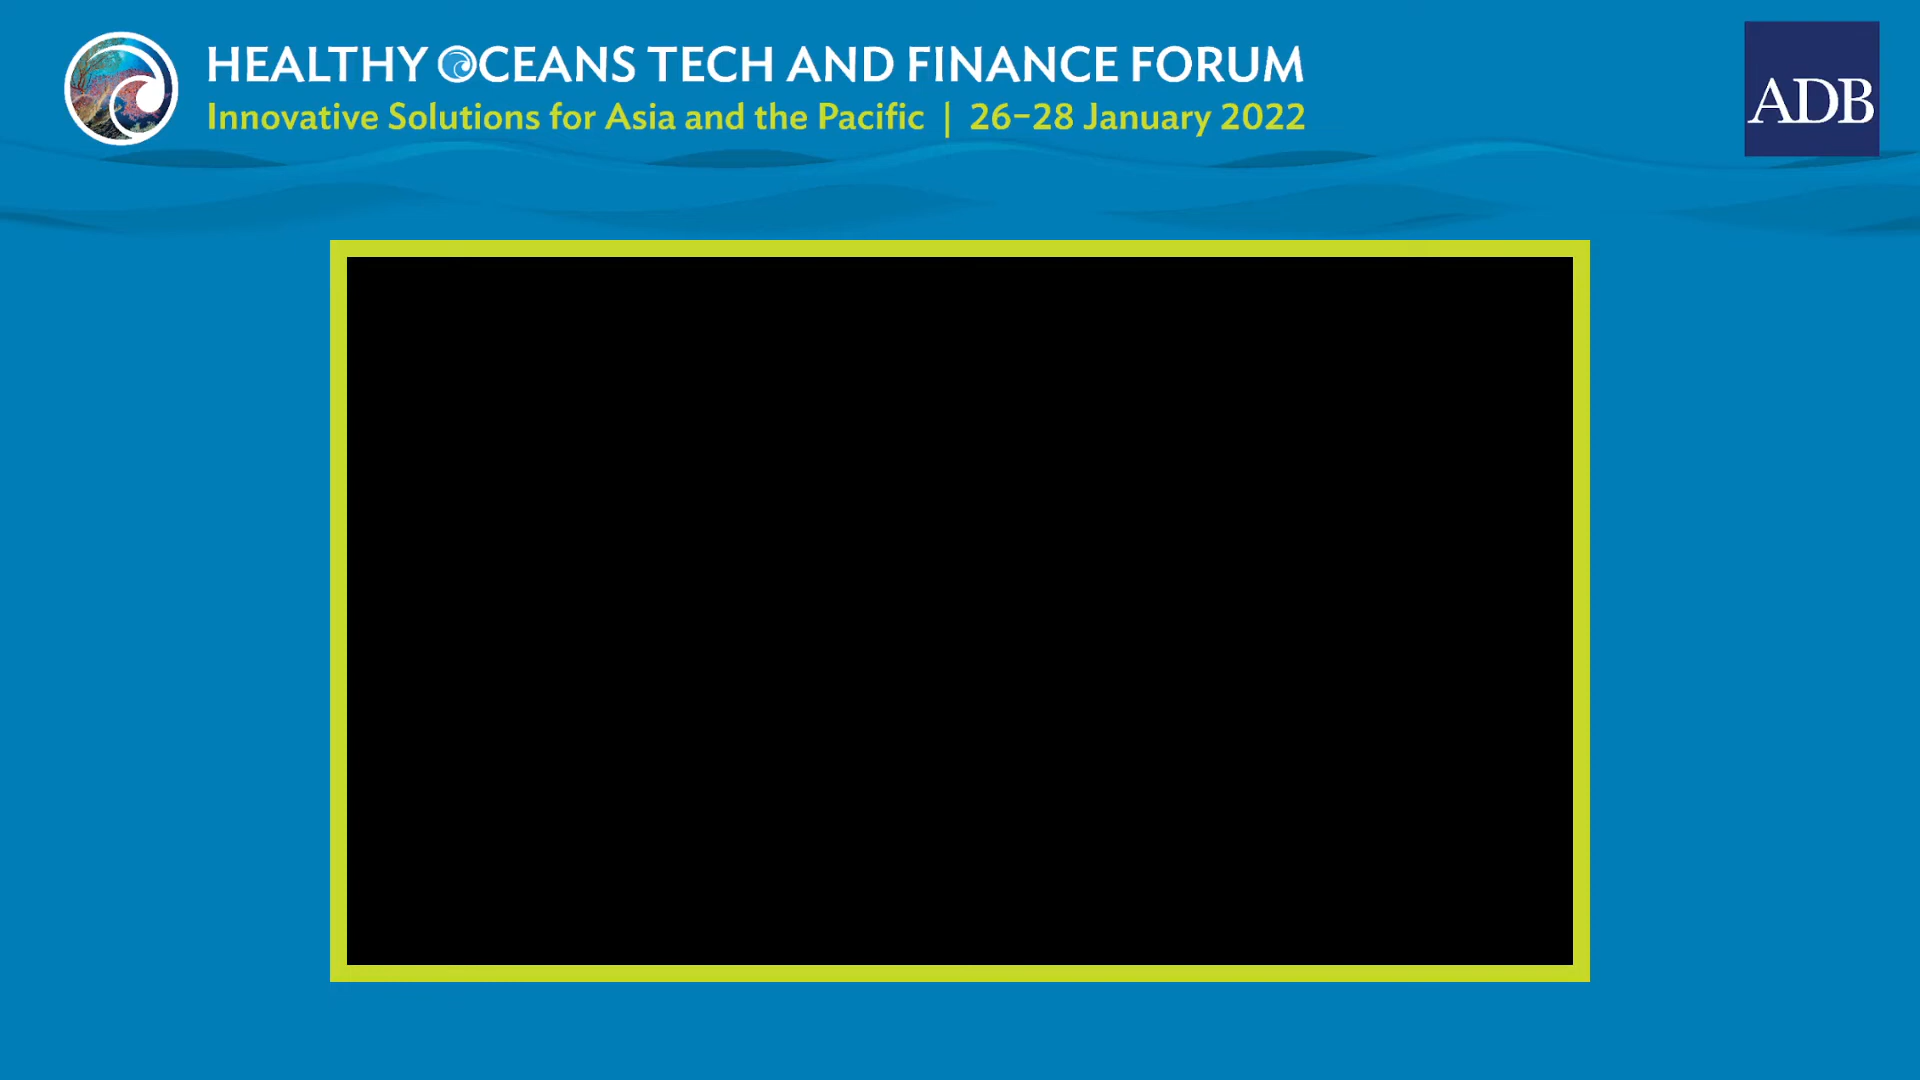 HEALTHY OCEANS TECH AND FINANCE FORUM
Innovative Solutions for Asia and the Pacific | 26–28 January 2022
ADB